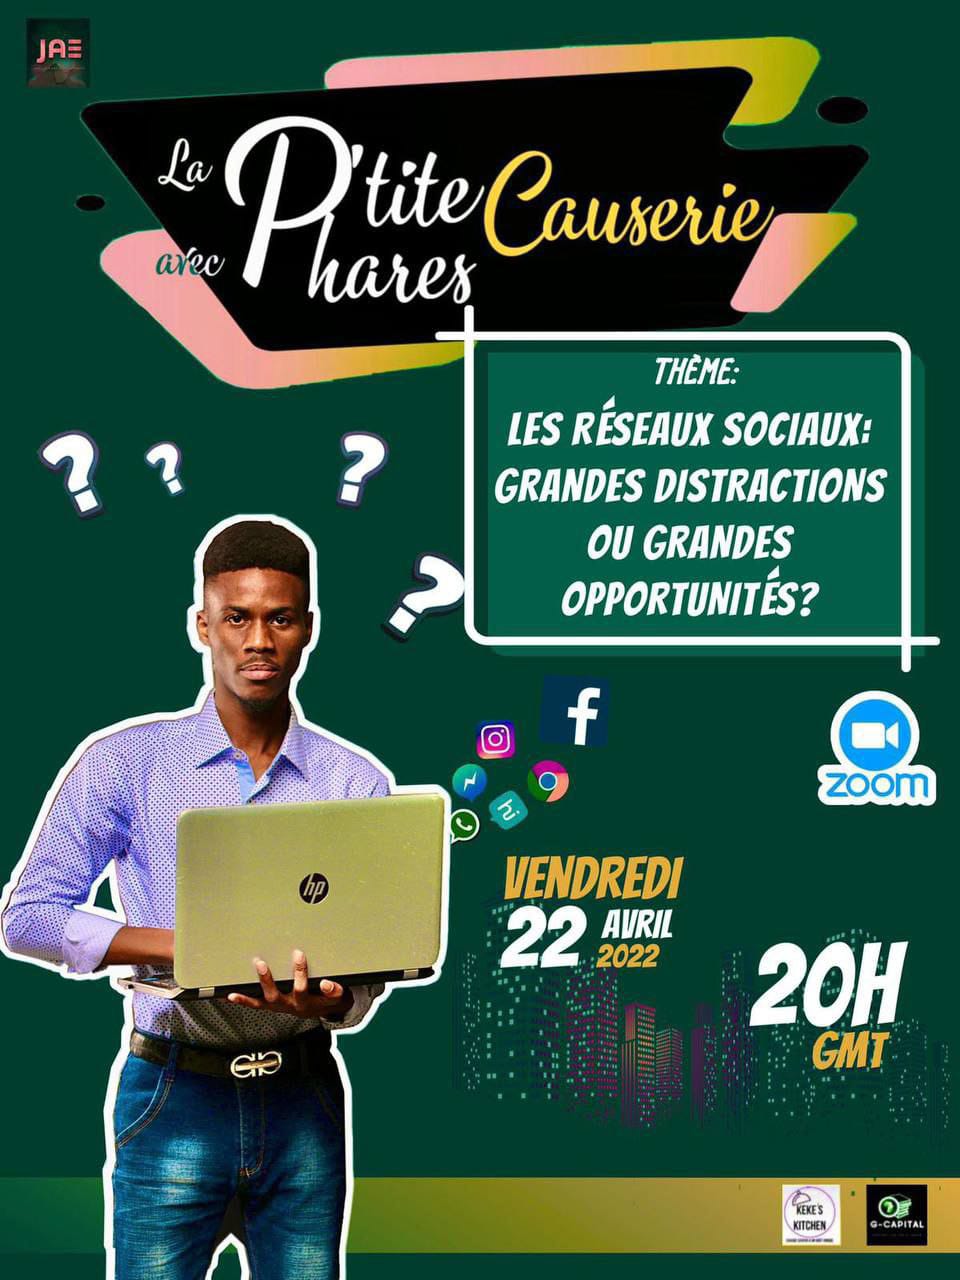 JAE
La P'tite Causerie
avec Phares
THÈME:
LES RÉSEAUX SOCIAUX:
GRANDES DISTRACTIONS
OU GRANDES
OPPORTUNITÉS?
f
hi
zoom
hp
VENDREDI
22 AVRIL
2022
20H
GMT
KEKE'S
KITCHEN
G-CAPITAL